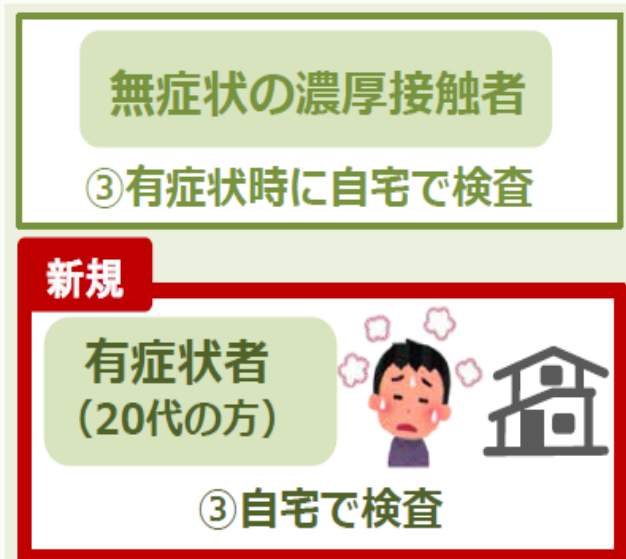 無症状の濃厚接触者
③有症状時に自宅で検査
新規
有症状者
（20代の方）
③自宅で検査